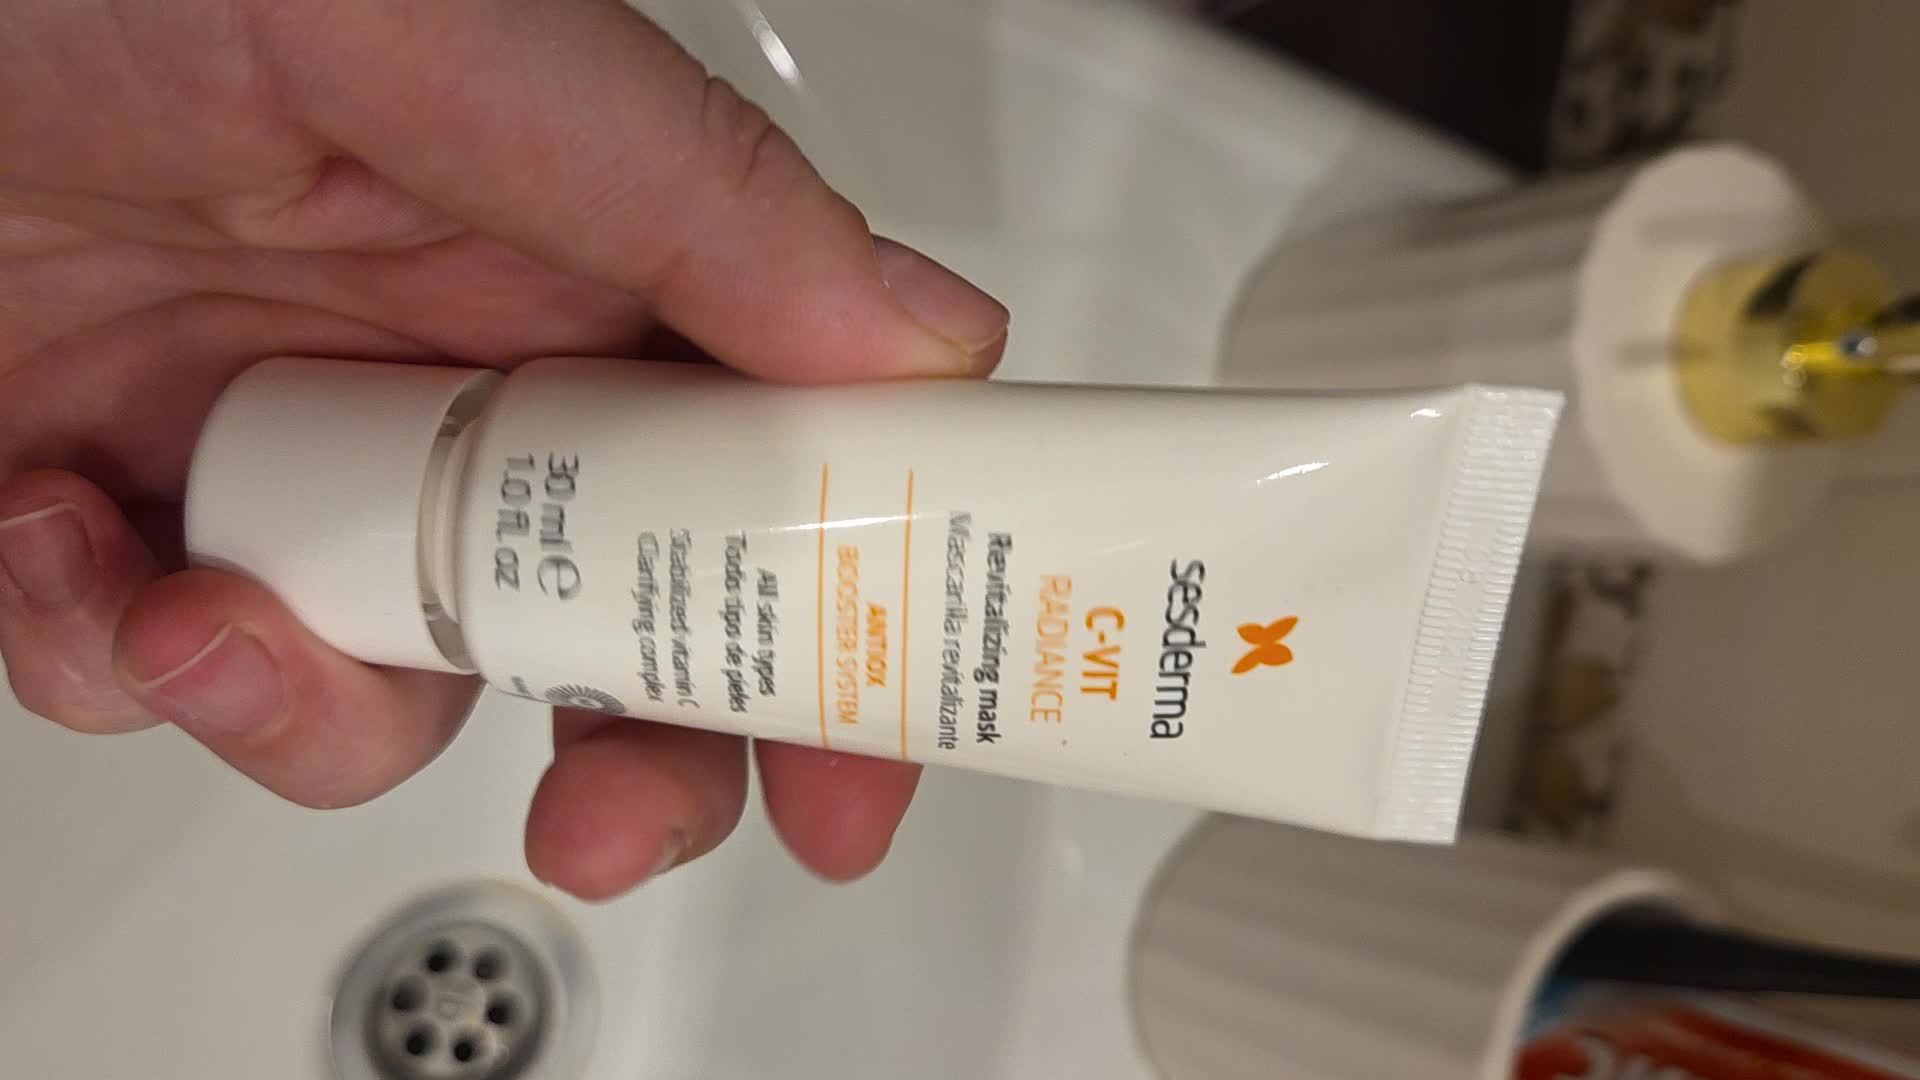 sesderma
C-VIT
RADIANCE
Revitalizing mask
Mascarilla revitalizante
ANTIOX
BOOSTER SYSTEM
All skin types
Todo tipo de pieles
Stabilized vitamin C
Clarifying complex
30 ml e
1.0 fl. oz